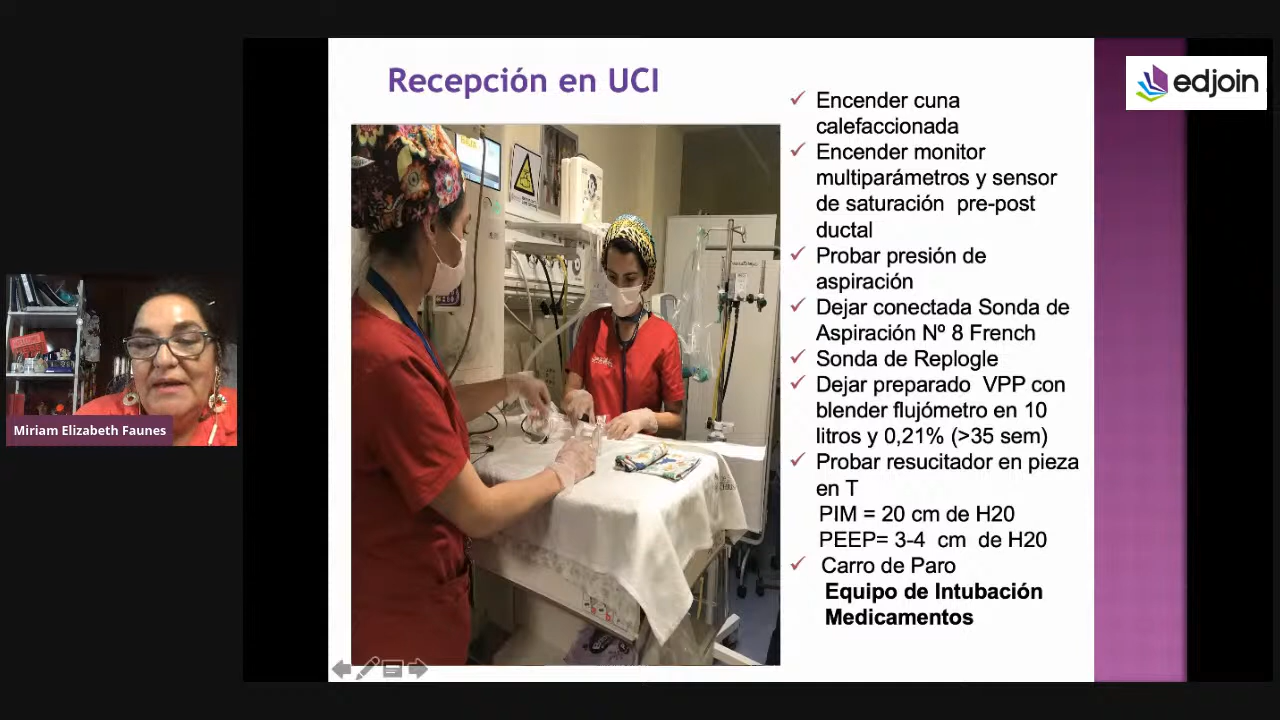 Recepción en UCI
edjoin
✓ Encender cuna
calefaccionada
✓ Encender monitor
multiparámetros y sensor
de saturación pre-post
ductal
✓ Probar presión de
aspiración
✓ Dejar conectada Sonda de
Aspiración Nº 8 French
✓ Sonda de Replogle
✓ Dejar preparado VPP con
blender flujómetro en 10
litros y 0,21% (>35 sem)
✓ Probar resucitador en pieza
en T
PIM = 20 cm de H20
PEEP= 3-4 cm de H20
✓ Carro de Paro
Equipo de Intubación
Medicamentos
Miriam Elizabeth Faunes